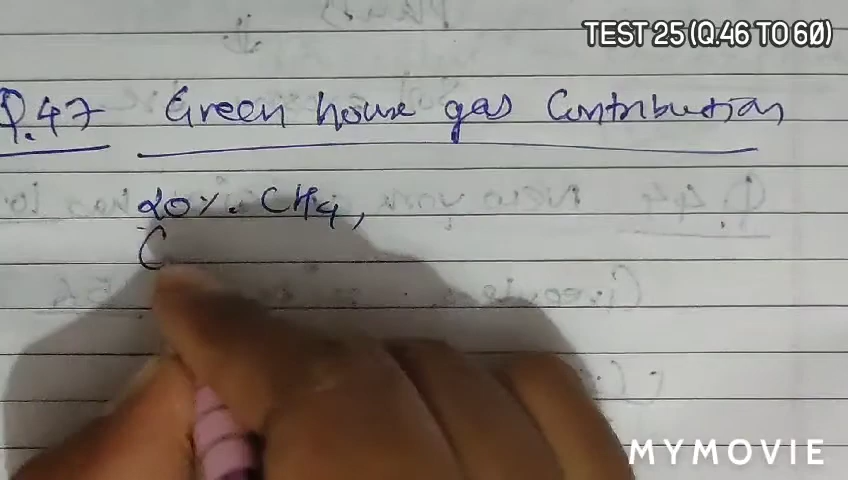 TEST 25 (Q.46 TO 60)
Q.47 Green house gas Contribution
20%. CH4,
C
MYMOVIE